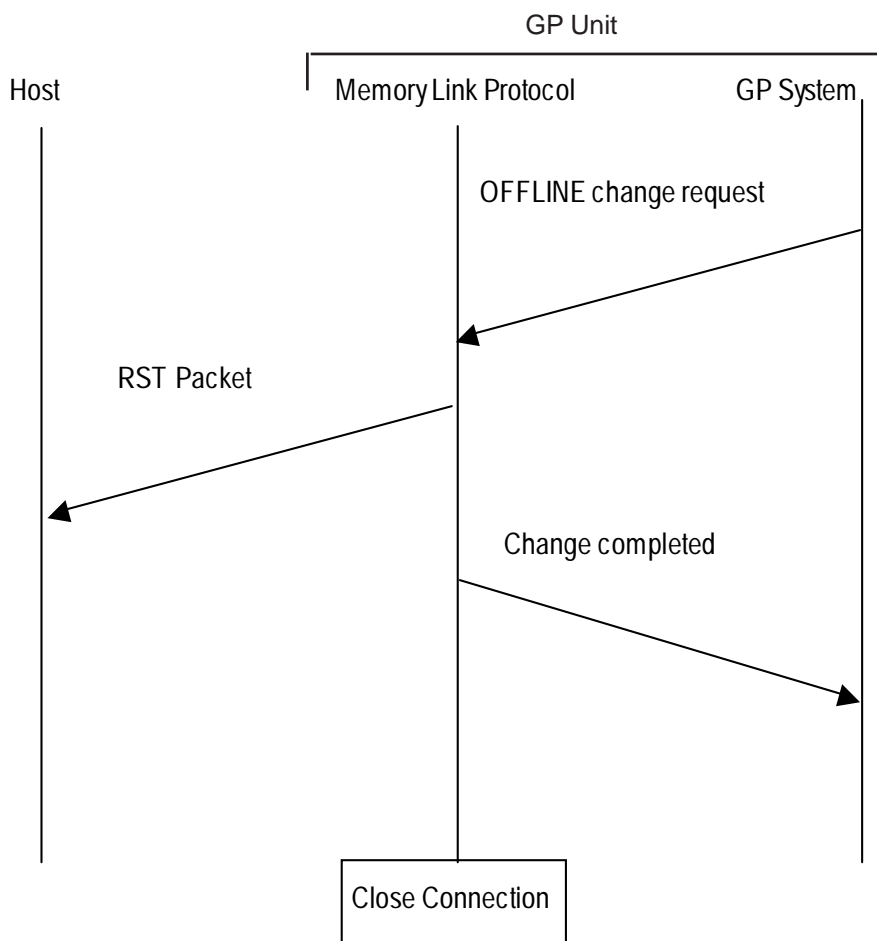 GP Unit
Host
Memory Link Protocol
GP System
OFFLINE change request
RST Packet
Change completed
Close Connection